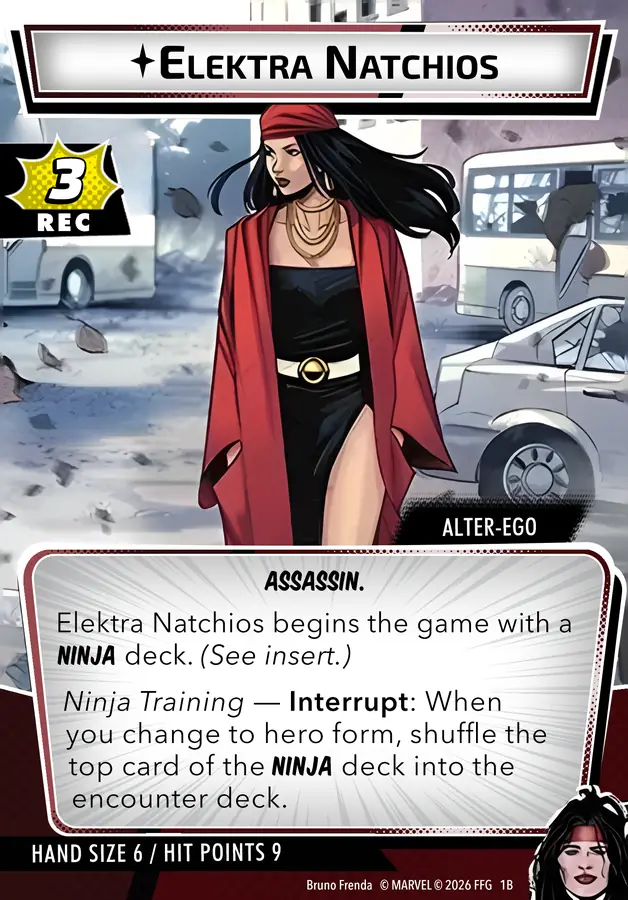 ✦Elektra Natchios
3
REC
ALTER-EGO
ASSASSIN.
Elektra Natchios begins the game with a
NINJA deck. (See insert.)
Ninja Training — Interrupt: When
you change to hero form, shuffle the
top card of the NINJA deck into the
encounter deck.
HAND SIZE 6 / HIT POINTS 9
Bruno Frenda © MARVEL © 2026 FFG 1B